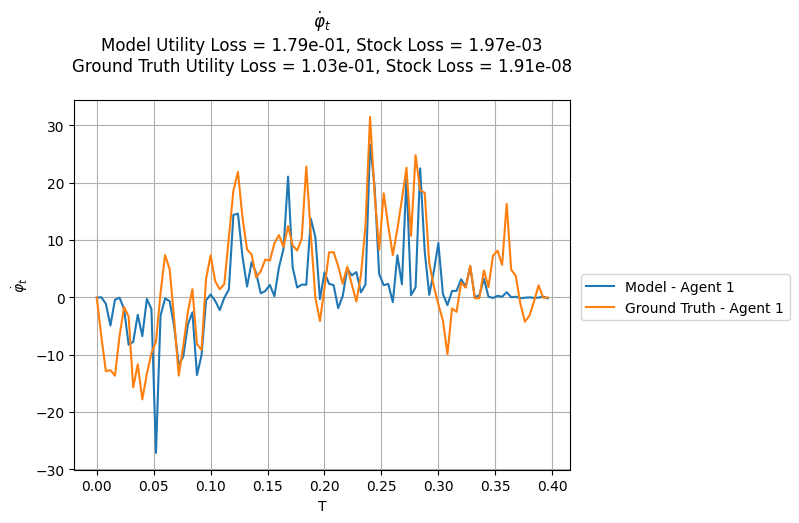 φ̇ₜ
Model Utility Loss = 1.79e-01, Stock Loss = 1.97e-03
Ground Truth Utility Loss = 1.03e-01, Stock Loss = 1.91e-08
φ̇ₜ
30
20
10
0
−10
−20
−30
0.00 0.05 0.10 0.15 0.20 0.25 0.30 0.35 0.40
T
Model - Agent 1
Ground Truth - Agent 1